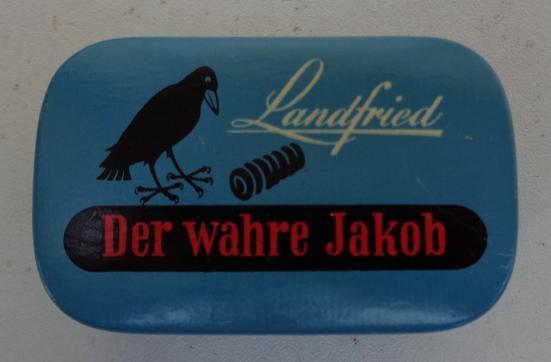 Landfried
Der wahre Jakob